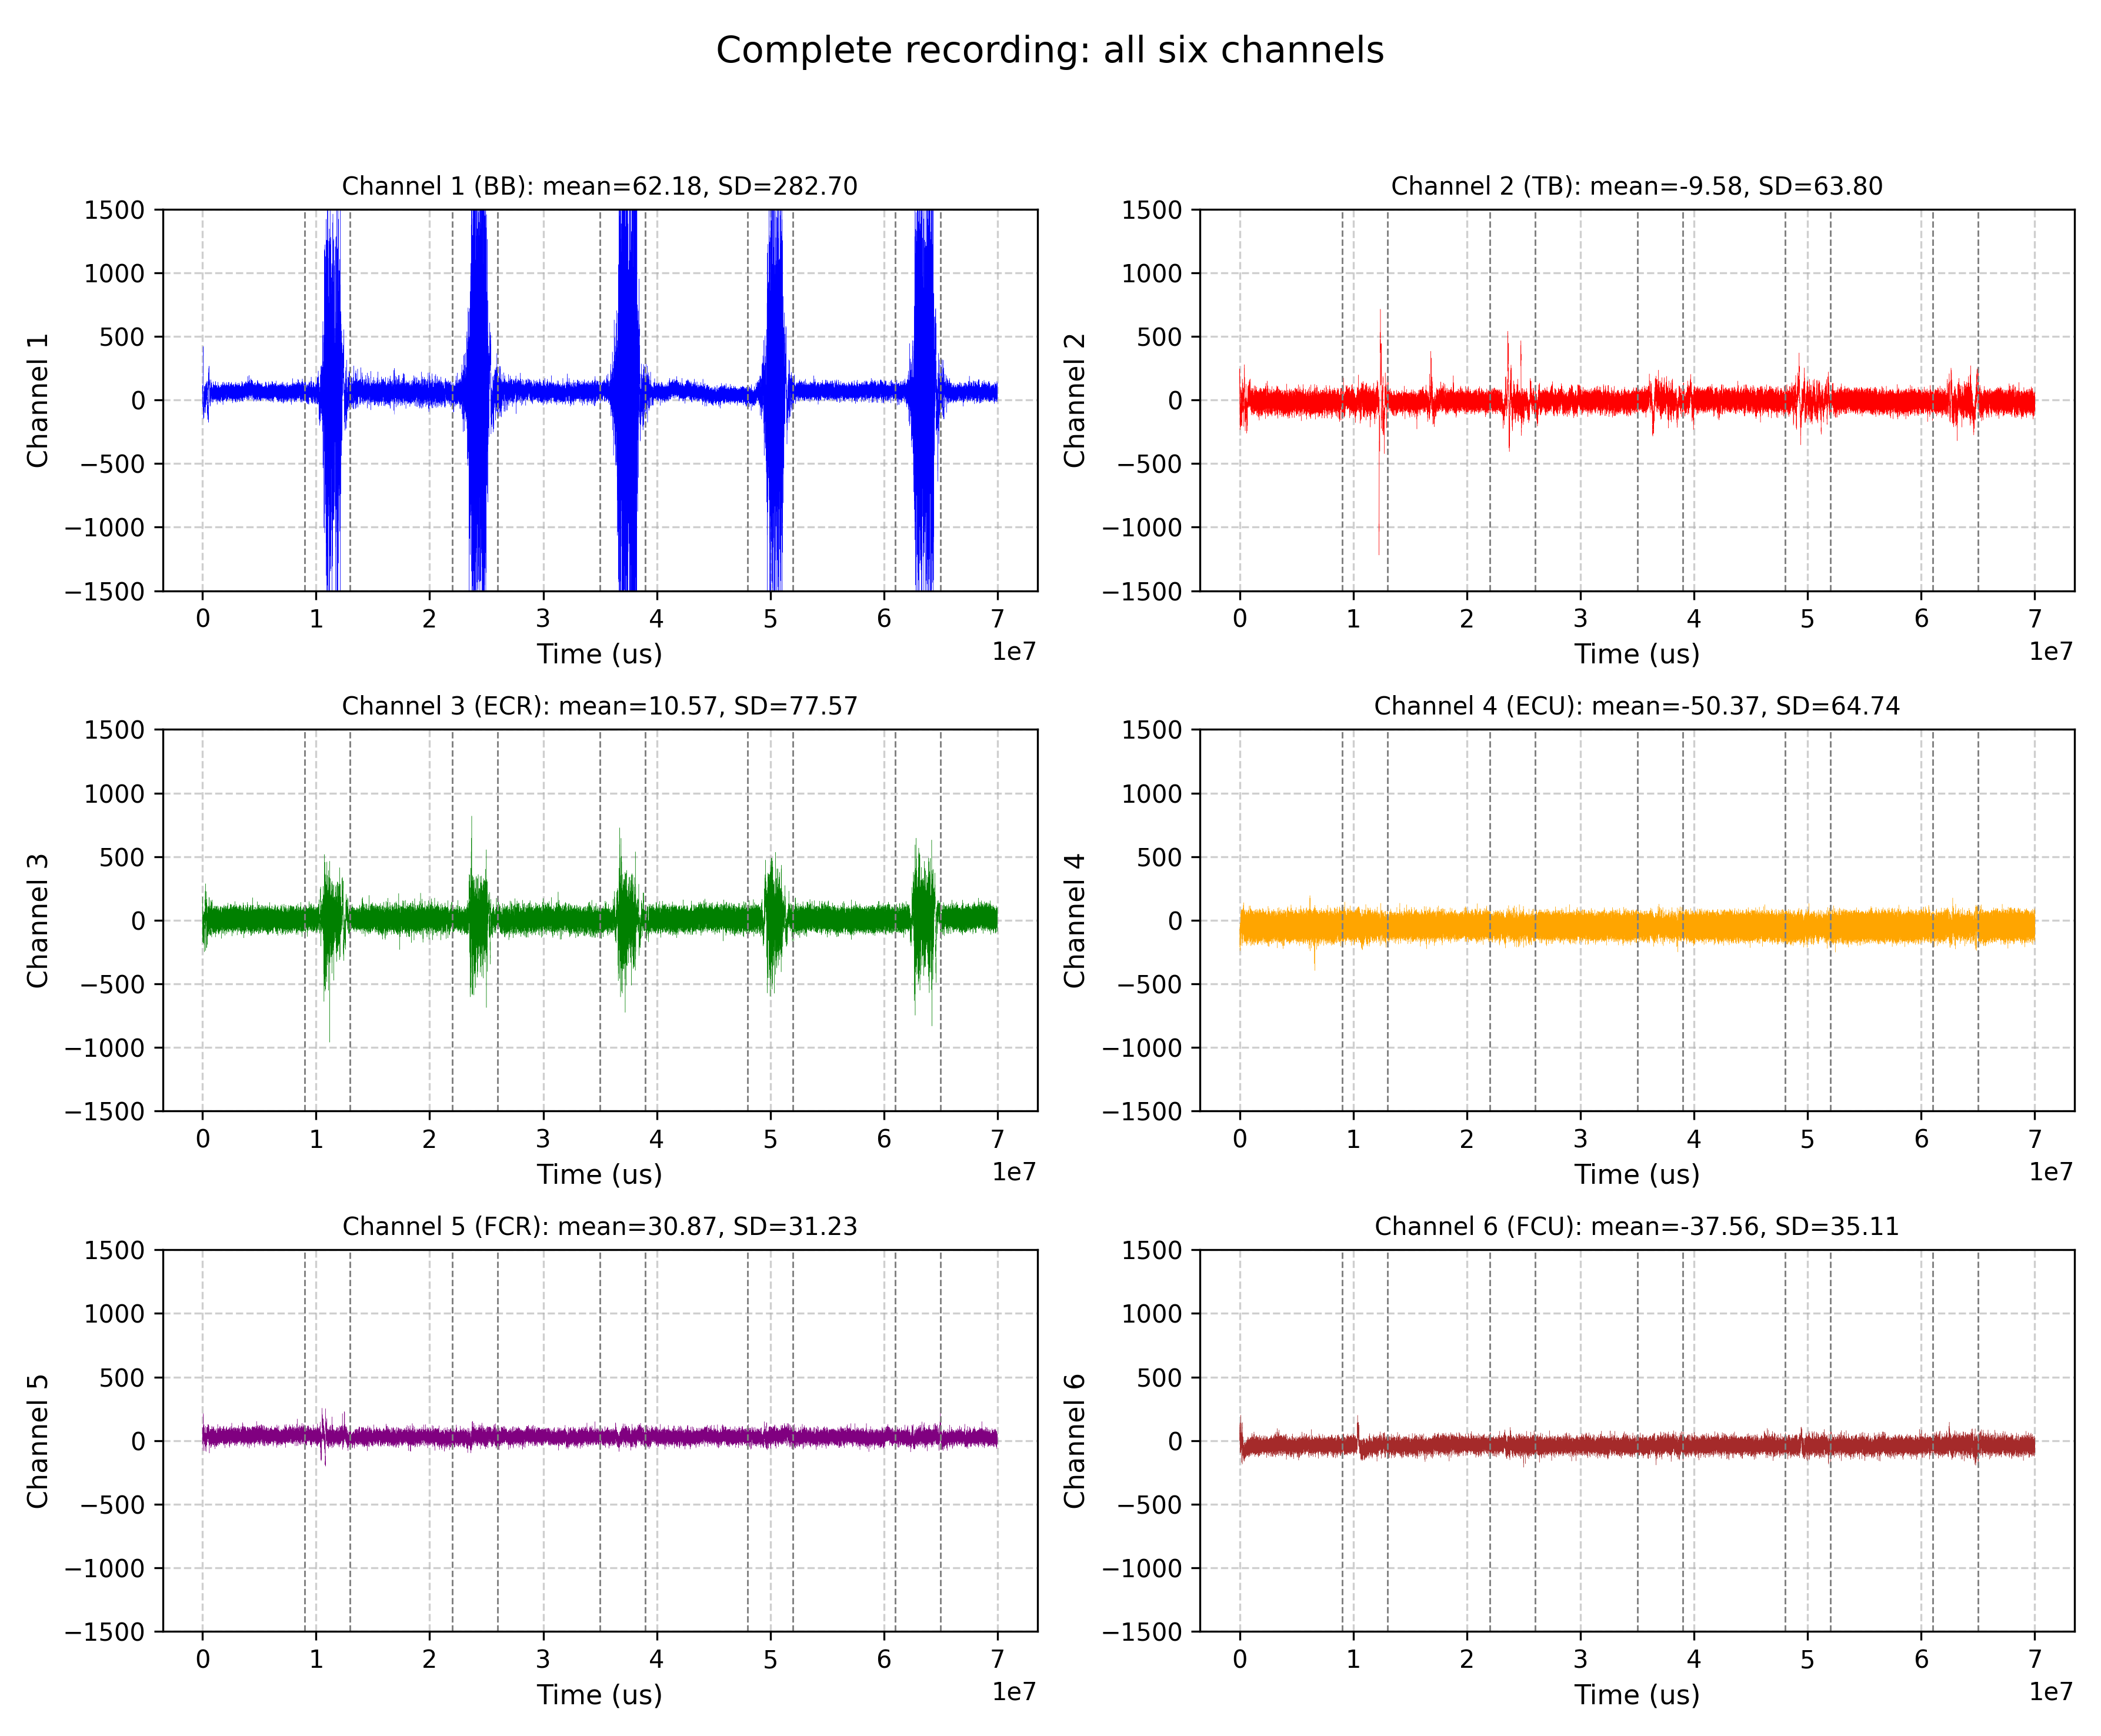 Complete recording: all six channels
Channel 1 (BB): mean=62.18, SD=282.70
1500
1000
500
0
−500
−1000
−1500
Channel 1
0 1 2 3 4 5 6 7
1e7
Time (us)
Channel 2 (TB): mean=-9.58, SD=63.80
1500
1000
500
0
−500
−1000
−1500
Channel 2
0 1 2 3 4 5 6 7
1e7
Time (us)
Channel 3 (ECR): mean=10.57, SD=77.57
1500
1000
500
0
−500
−1000
−1500
Channel 3
0 1 2 3 4 5 6 7
1e7
Time (us)
Channel 4 (ECU): mean=-50.37, SD=64.74
1500
1000
500
0
−500
−1000
−1500
Channel 4
0 1 2 3 4 5 6 7
1e7
Time (us)
Channel 5 (FCR): mean=30.87, SD=31.23
1500
1000
500
0
−500
−1000
−1500
Channel 5
0 1 2 3 4 5 6 7
1e7
Time (us)
Channel 6 (FCU): mean=-37.56, SD=35.11
1500
1000
500
0
−500
−1000
−1500
Channel 6
0 1 2 3 4 5 6 7
1e7
Time (us)